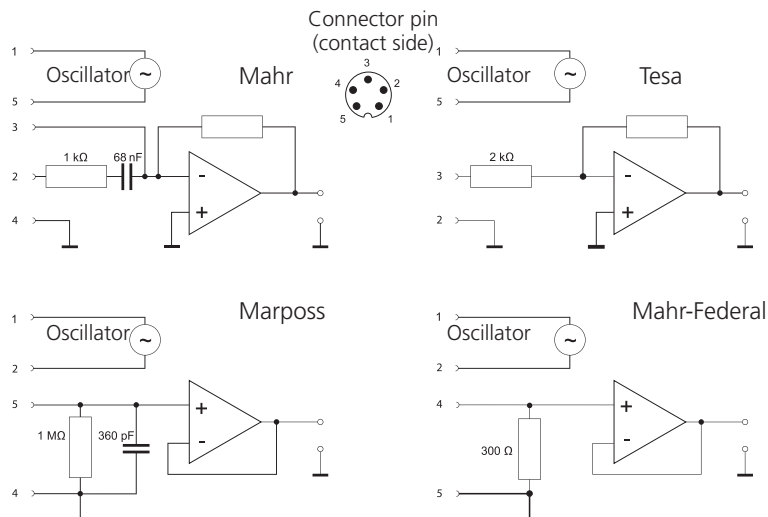 Connector pin
(contact side)
3
4
2
5
1
Mahr
1
Oscillator
~
5
3
1 kΩ
68 nF
2
-
+
4
Tesa
1
Oscillator
~
5
2 kΩ
3
-
+
2
Marposs
1
Oscillator
~
2
5
+
1 MΩ
360 pF
-
4
Mahr-Federal
1
Oscillator
~
2
4
+
300 Ω
-
5